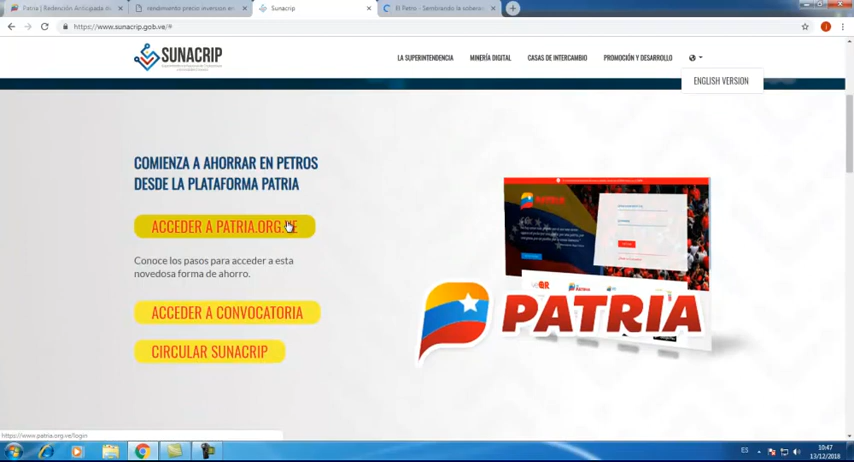 Patria | Redención Anticipada de
rendimiento precio inversion en
Sunacrip
El Petro - Sembrando la sobera
https://www.sunacrip.gob.ve/#
SUNACRIP
LA SUPERINTENDENCIA
MINERÍA DIGITAL
CASAS DE INTERCAMBIO
PROMOCIÓN Y DESARROLLO
ENGLISH VERSION
COMIENZA A AHORRAR EN PETROS
DESDE LA PLATAFORMA PATRIA
ACCEDER A PATRIA.ORG.VE
Conoce los pasos para acceder a esta
novedosa forma de ahorro.
ACCEDER A CONVOCATORIA
CIRCULAR SUNACRIP
PATRIA
https://www.patria.org.ve/login
ES
10:47
13/12/2018